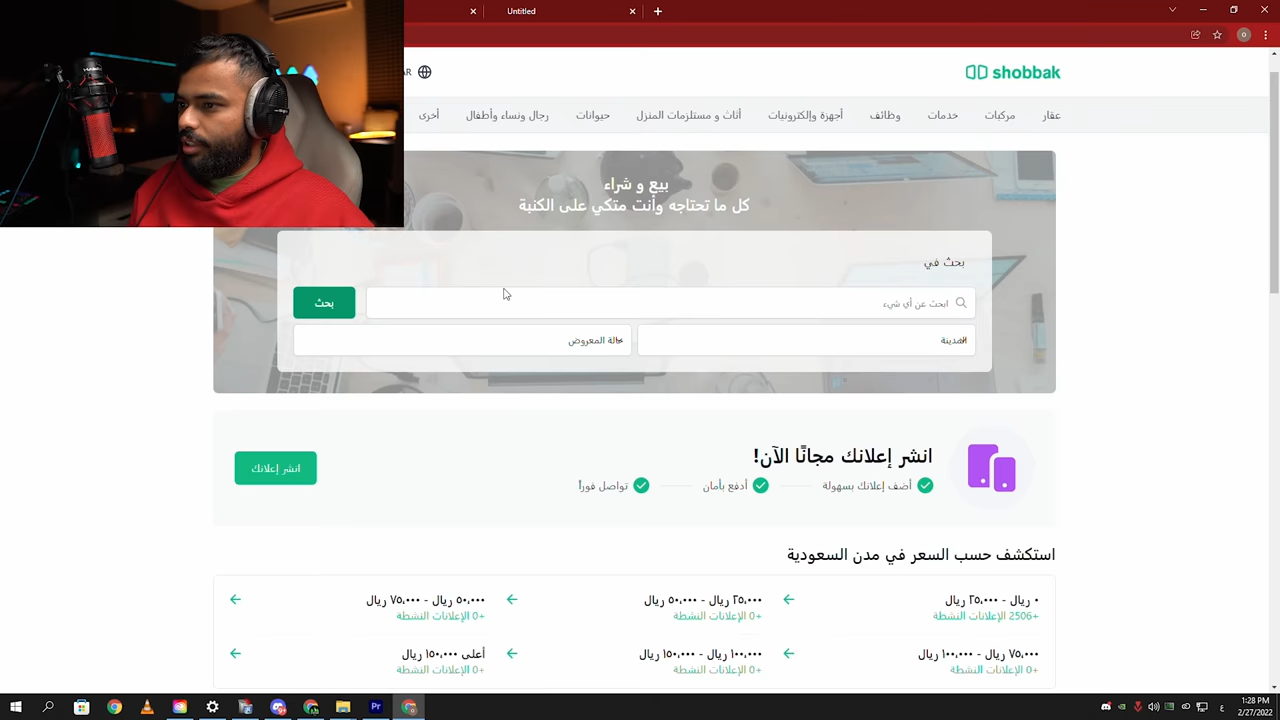 Untitled
shobbak
AR
عقار
مركبات
خدمات
وظائف
أجهزة وإلكترونيات
أثاث و مستلزمات المنزل
حيوانات
رجال ونساء وأطفال
أخرى
بيع و شراء
كل ما تحتاجه وأنت متكي على الكنبة
بحث في
ابحث عن أي شيء
بحث
المدينة
حالة المعروض
انشر إعلانك مجانًا الآن!
أضف إعلانك بسهولة
أدفع بأمان
تواصل فوراً
انشر إعلانك
استكشف حسب السعر في مدن السعودية
٠ ريال - ٢٥,٠٠٠ ريال
+2506 الإعلانات النشطة
٢٥,٠٠٠ ريال - ٥٠,٠٠٠ ريال
+0 الإعلانات النشطة
٥٠,٠٠٠ ريال - ٧٥,٠٠٠ ريال
+0 الإعلانات النشطة
٧٥,٠٠٠ ريال - ١٠٠,٠٠٠ ريال
+0 الإعلانات النشطة
١٠٠,٠٠٠ ريال - ١٥٠,٠٠٠ ريال
+0 الإعلانات النشطة
أعلى ١٥٠,٠٠٠ ريال
+0 الإعلانات النشطة
Pr
ع
1:28 PM
2/27/2022